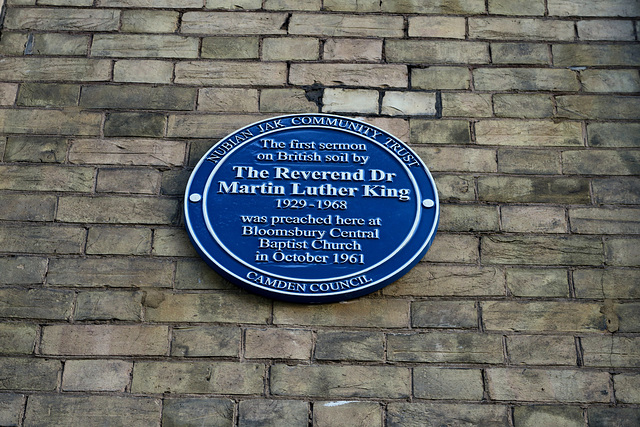 NUBIAN JAK COMMUNITY TRUST
The first sermon
on British soil by
The Reverend Dr
Martin Luther King
1929-1968
was preached here at
Bloomsbury Central
Baptist Church
in October 1961
CAMDEN COUNCIL